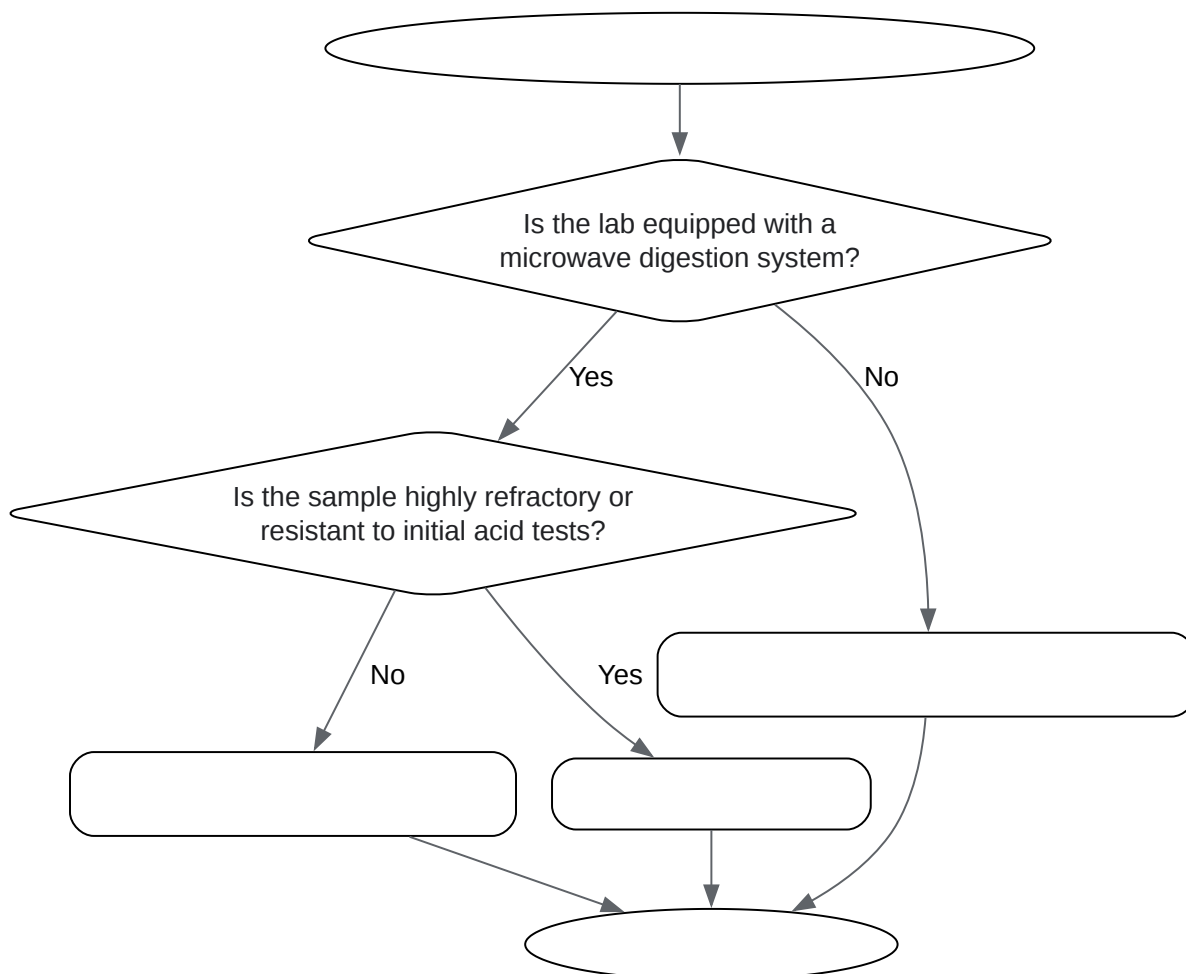 Is the lab equipped with a
microwave digestion system?
Yes
No
Is the sample highly refractory or
resistant to initial acid tests?
No
Yes